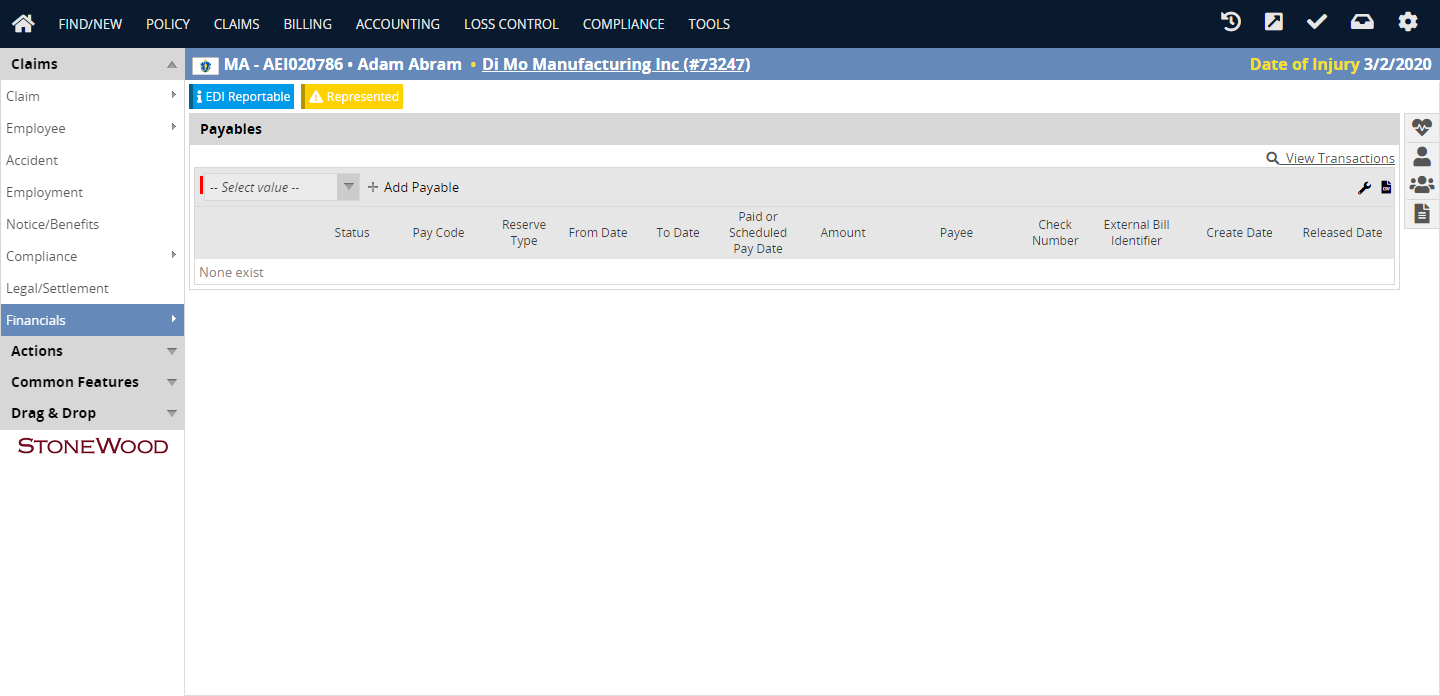 FIND/NEW POLICY CLAIMS BILLING ACCOUNTING LOSS CONTROL COMPLIANCE TOOLS
Claims
MA - AEI020786 • Adam Abram • Di Mo Manufacturing Inc (#73247)
Date of Injury 3/2/2020
Claim
Employee
Accident
Employment
Notice/Benefits
Compliance
Legal/Settlement
Financials
Actions
Common Features
Drag & Drop
STONEWOOD
EDI Reportable
Represented
Payables
View Transactions
-- Select value --
Add Payable
Status
Pay Code
Reserve
Type
From Date
To Date
Paid or
Scheduled
Pay Date
Amount
Payee
Check
Number
External Bill
Identifier
Create Date
Released Date
None exist